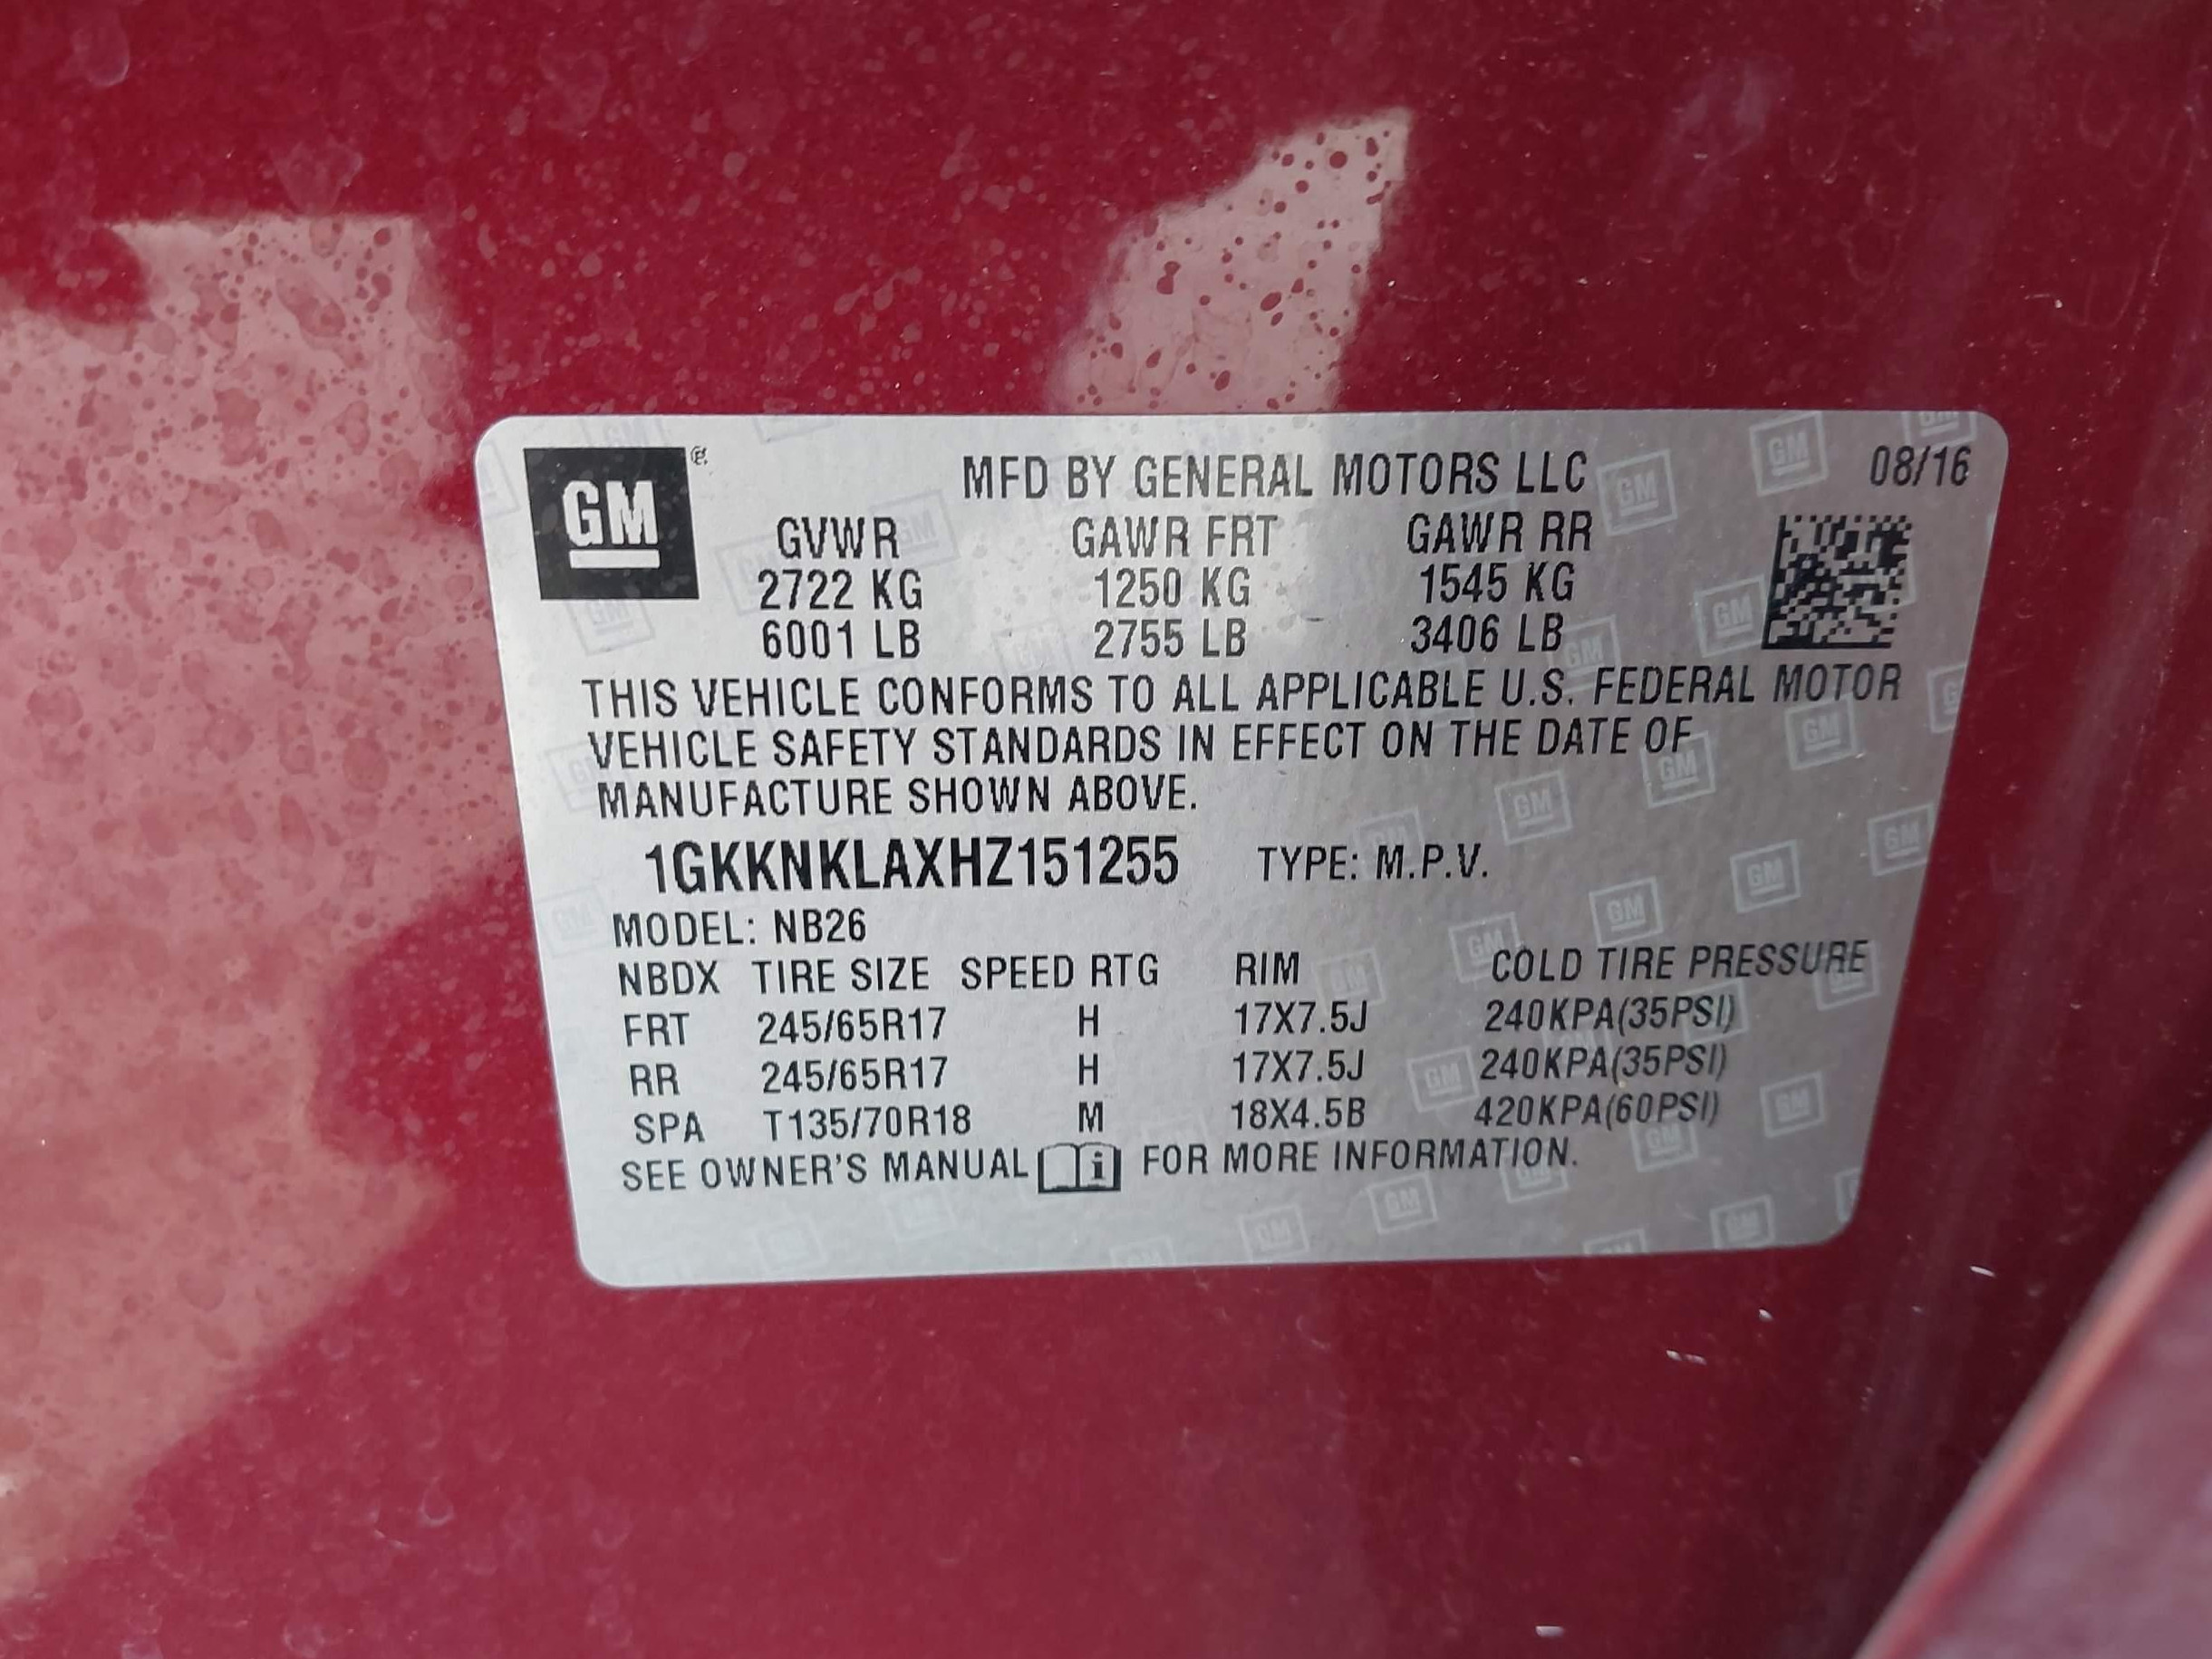 GM
MFD BY GENERAL MOTORS LLC 08/16
GVWR GAWR FRT GAWR RR
2722 KG 1250 KG 1545 KG
6001 LB 2755 LB 3406 LB
THIS VEHICLE CONFORMS TO ALL APPLICABLE U.S. FEDERAL MOTOR
VEHICLE SAFETY STANDARDS IN EFFECT ON THE DATE OF
MANUFACTURE SHOWN ABOVE.
1GKKNKLAXHZ151255 TYPE: M.P.V.
MODEL: NB26
NBDX TIRE SIZE SPEED RTG RIM COLD TIRE PRESSURE
FRT 245/65R17 H 17X7.5J 240KPA(35PSI)
RR 245/65R17 H 17X7.5J 240KPA(35PSI)
SPA T135/70R18 M 18X4.5B 420KPA(60PSI)
SEE OWNER'S MANUAL FOR MORE INFORMATION.